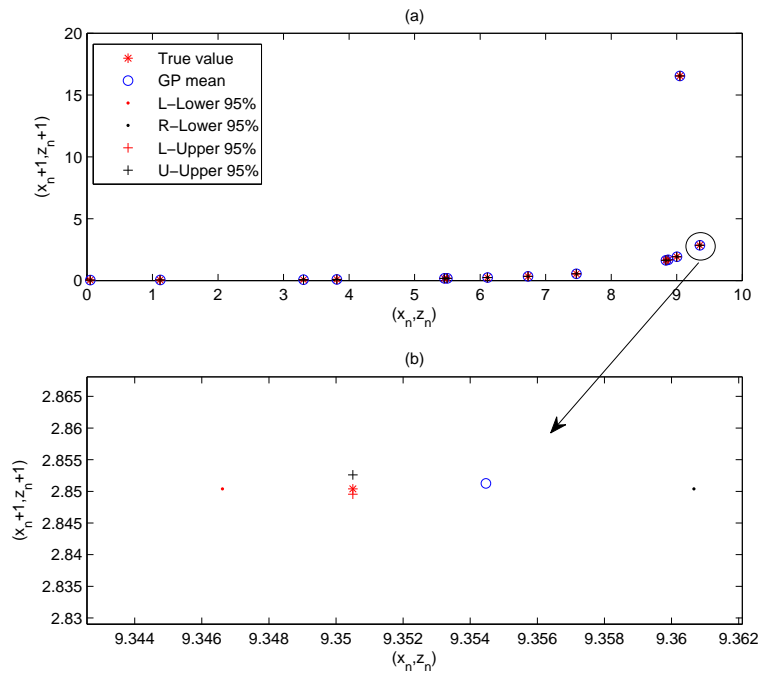 (a)
20
15
10
5
0
(x_n+1,z_n+1)
True value
GP mean
L-Lower 95%
R-Lower 95%
L-Upper 95%
U-Upper 95%
0 1 2 3 4 5 6 7 8 9 10
(x_n,z_n)
(b)
2.865
2.86
2.855
2.85
2.845
2.84
2.835
2.83
(x_n+1,z_n+1)
9.344 9.346 9.348 9.350 9.352 9.354 9.356 9.358 9.36 9.362
(x_n,z_n)